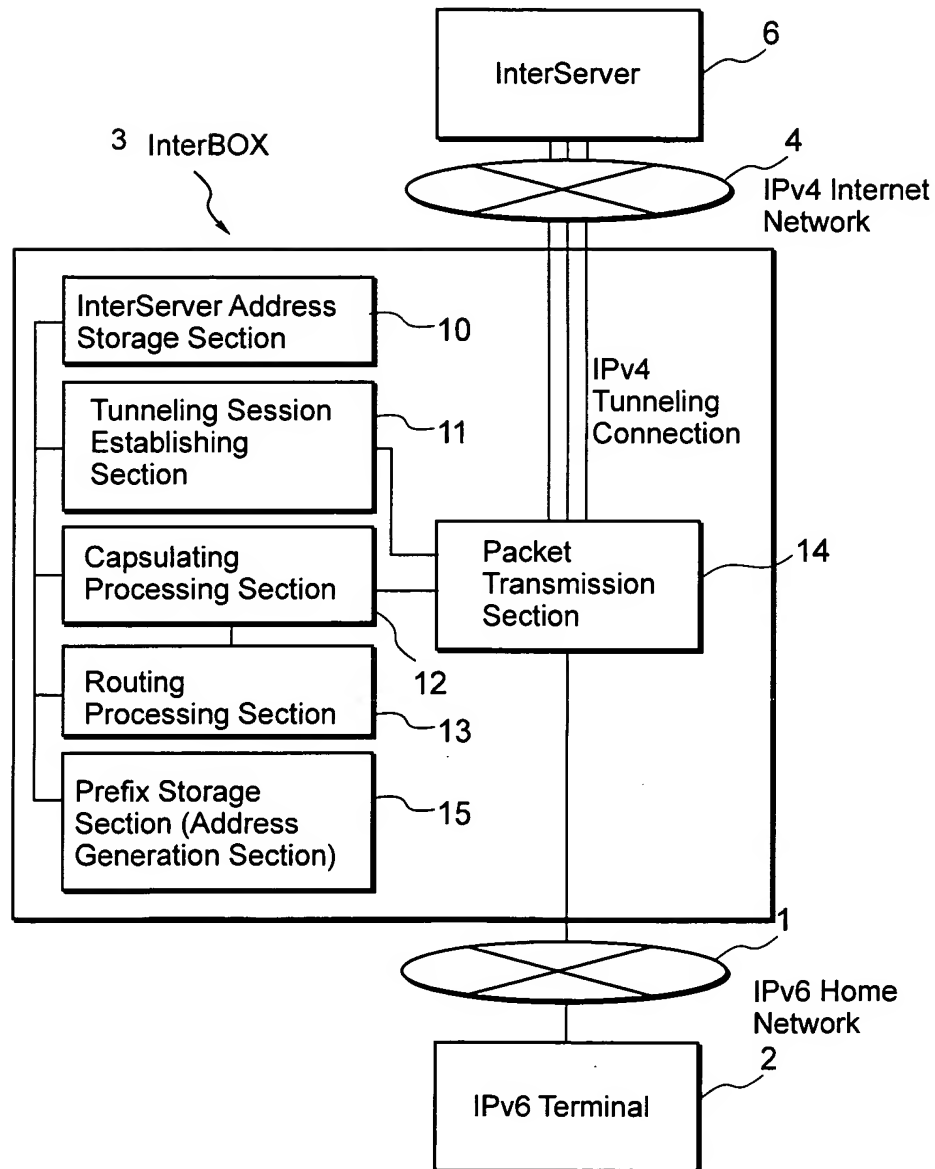 6
InterServer
3 InterBOX
4
IPv4 Internet
Network
InterServer Address
Storage Section
10
IPv4
Tunneling
Connection
Tunneling Session
Establishing
Section
11
Capsulating
Processing Section
12
Packet
Transmission
Section
14
Routing
Processing Section
13
Prefix Storage
Section (Address
Generation Section)
15
1
IPv6 Home
Network
2
IPv6 Terminal